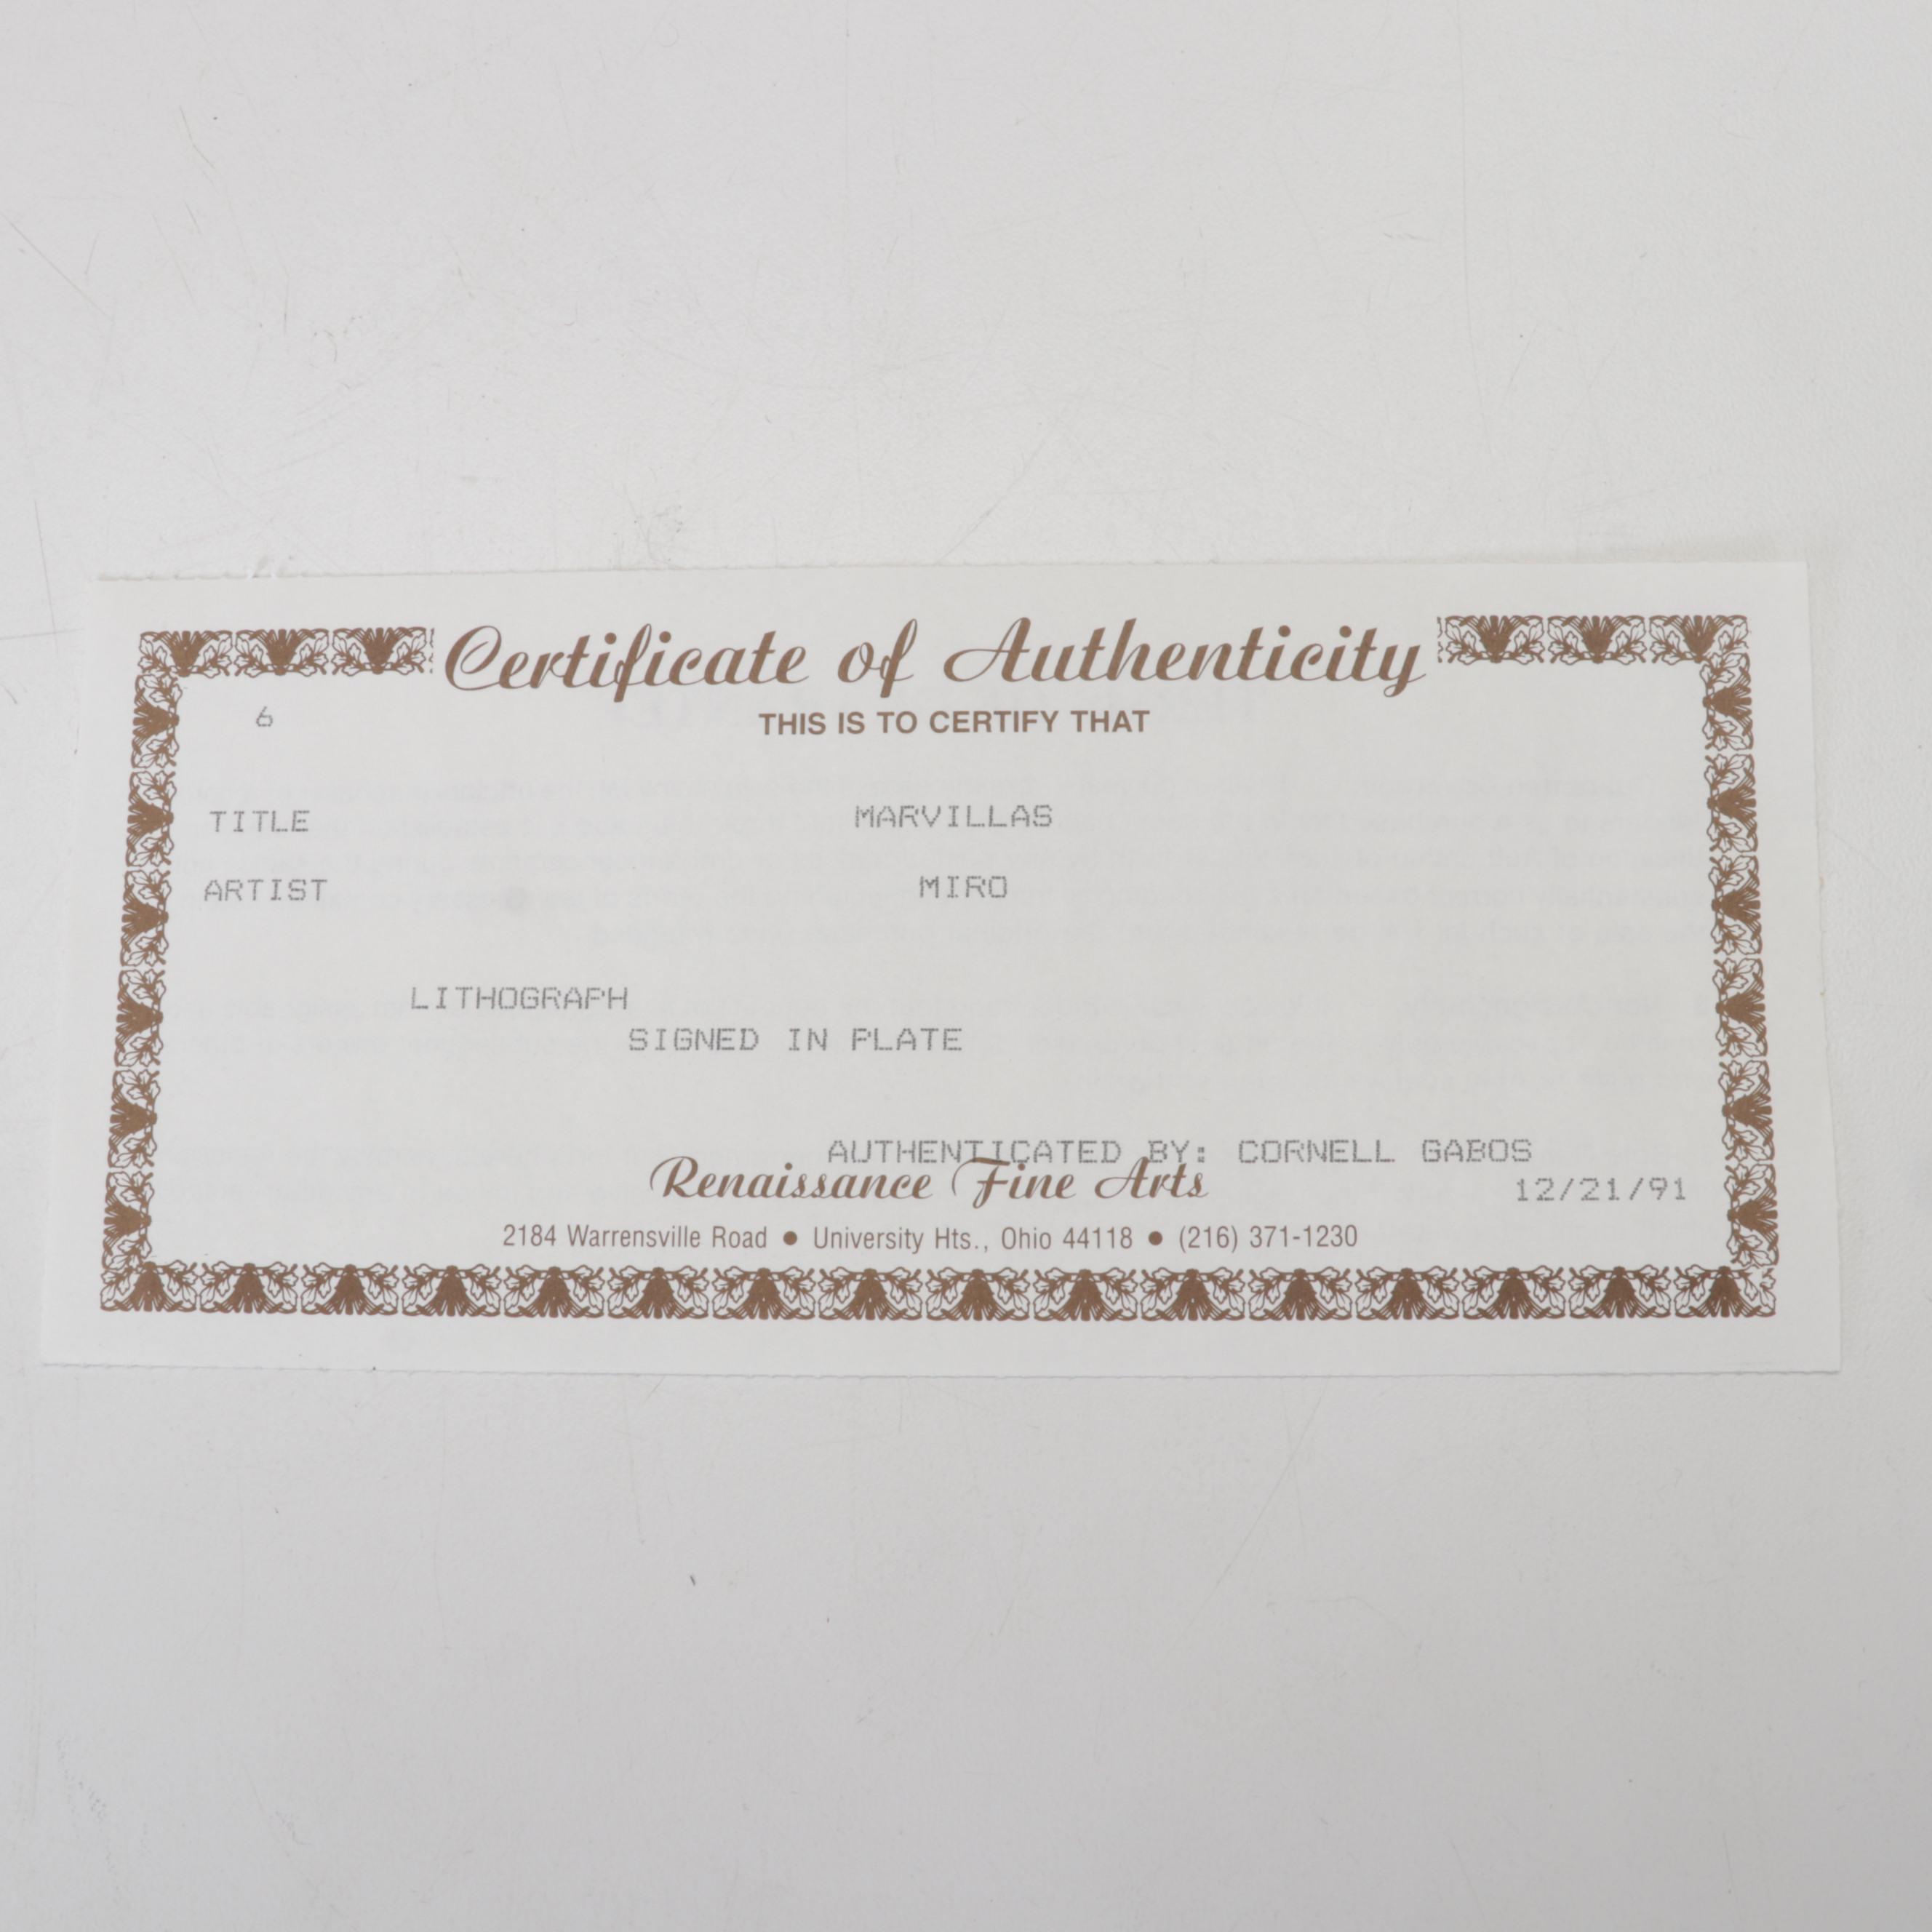 Certificate of Authenticity
6
THIS IS TO CERTIFY THAT
TITLE MARVILLAS
ARTIST MIRO
LITHOGRAPH
SIGNED IN PLATE
AUTHENTICATED BY: CORNELL GABOS
Renaissance Fine Arts
12/21/91
2184 Warrensville Road • University Hts., Ohio 44118 • (216) 371-1230